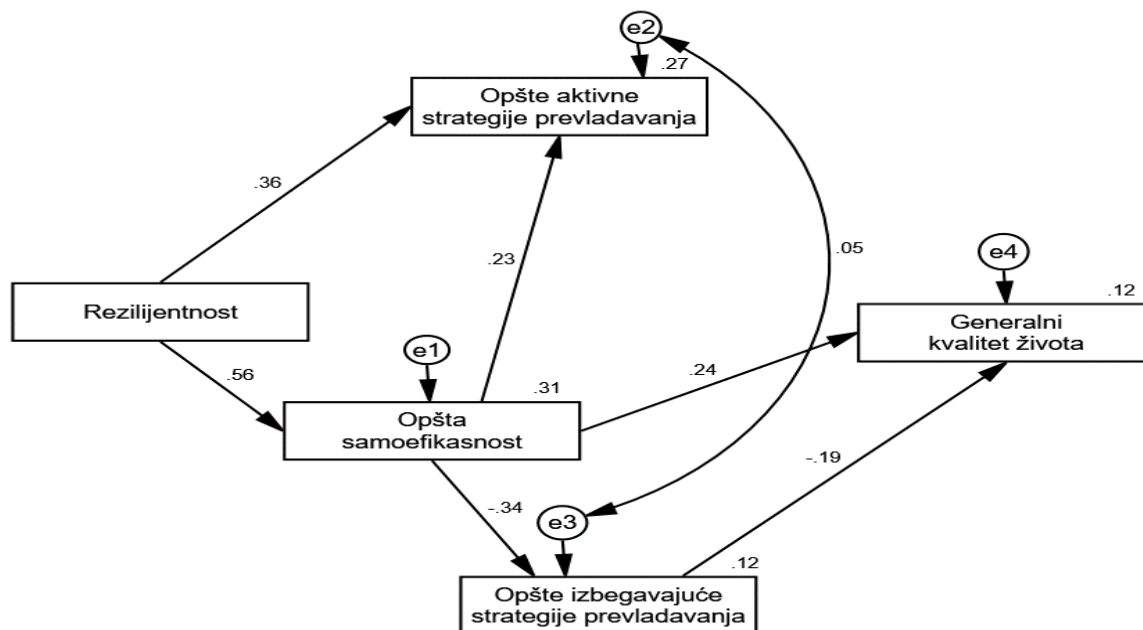 e2
.27
Opšte aktivne
strategije prevladavanja
.36
.23
.05
e4
.12
Rezilijentnost
Generalni
kvalitet života
e1
.56
.31
.24
Opšta
samoefikasnost
-.19
-.34
e3
.12
Opšte izbegavajuće
strategije prevladavanja